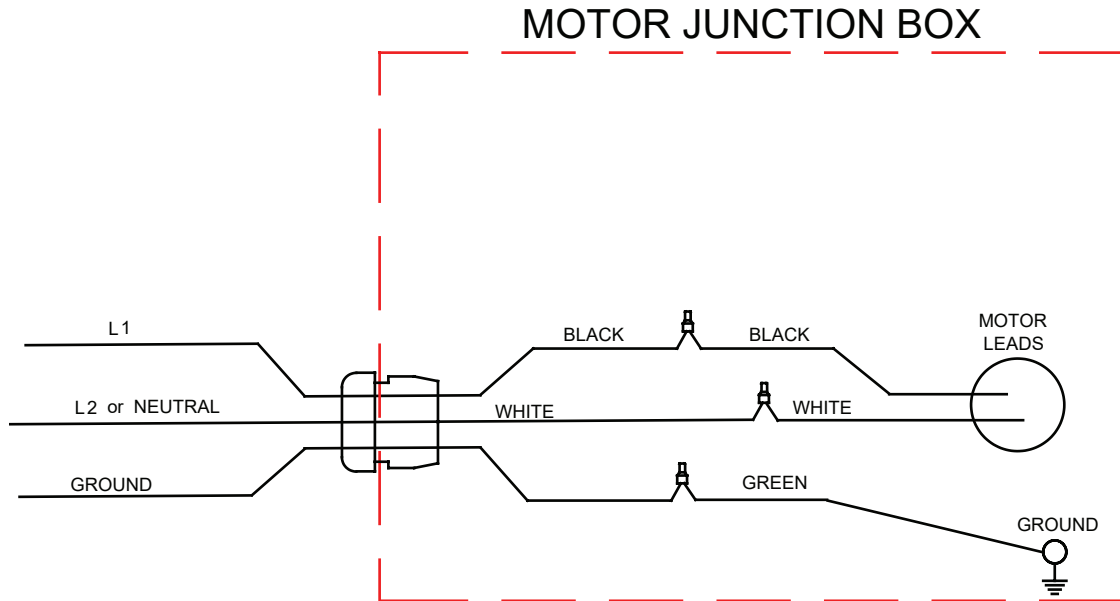 MOTOR JUNCTION BOX
L1
BLACK
BLACK
MOTOR
LEADS
L2 or NEUTRAL
WHITE
WHITE
GROUND
GREEN
GROUND